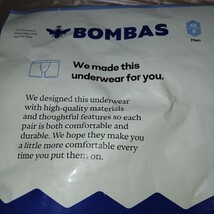 BOMBAS
Men
We made this
underwear for you.
We designed this underwear
with high-quality materials
and thoughtful features so each
pair is both comfortable and
durable. We hope they make you
a little more comfortable every
time you put them on.